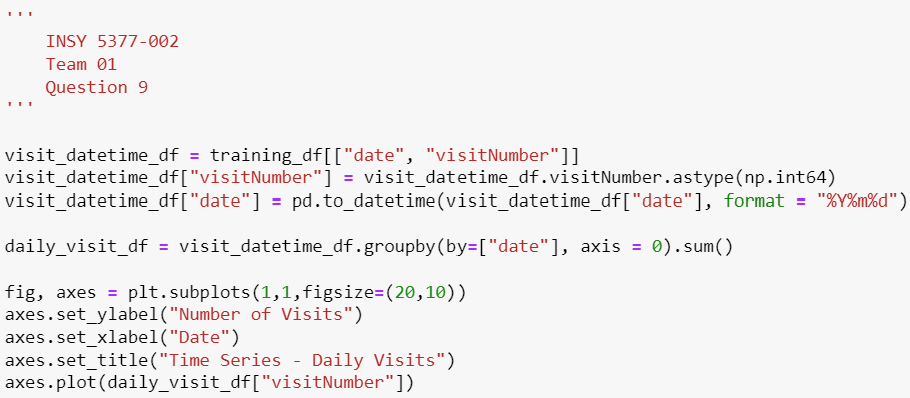 '''
    INSY 5377-002
    Team 01
    Question 9
'''
visit_datetime_df = training_df[["date", "visitNumber"]]
visit_datetime_df["visitNumber"] = visit_datetime_df.visitNumber.astype(np.int64)
visit_datetime_df["date"] = pd.to_datetime(visit_datetime_df["date"], format = "%Y%m%d")
daily_visit_df = visit_datetime_df.groupby(by=["date"], axis = 0).sum()
fig, axes = plt.subplots(1,1,figsize=(20,10))
axes.set_ylabel("Number of Visits")
axes.set_xlabel("Date")
axes.set_title("Time Series - Daily Visits")
axes.plot(daily_visit_df["visitNumber"])